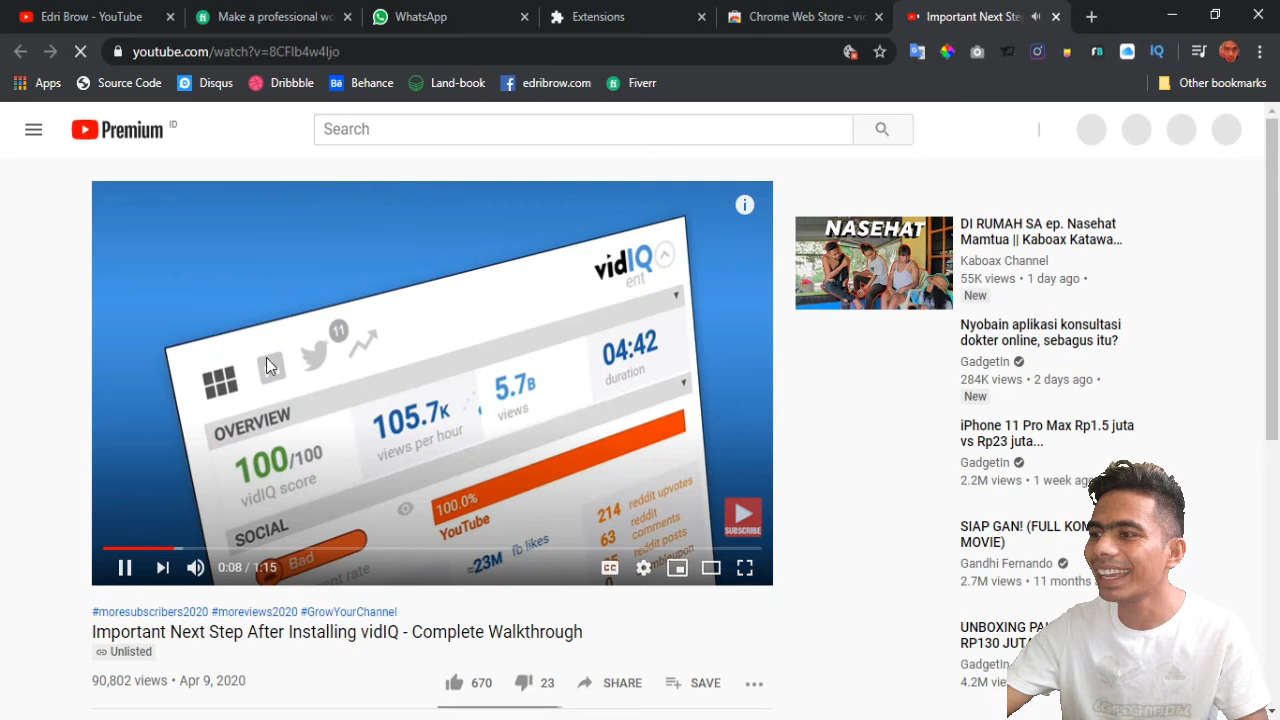 Edri Brow - YouTube
Make a professional wo
WhatsApp
Extensions
Chrome Web Store - vid
Important Next Ste
youtube.com/watch?v=8CFIb4w4ljo
Apps
Source Code
Disqus
Dribbble
Behance
Land-book
edribrow.com
Fiverr
Other bookmarks
Premium ID
Search
vidIQ
ent
11
OVERVIEW
100/100
vidIQ score
105.7K
views per hour
5.7B
views
04:42
duration
SOCIAL
Bad
100.0%
YouTube
≈23M fb likes
214 reddit upvotes
63 reddit comments
reddit posts
SUBSCRIBE
0:08 / 1:15
CC
#moresubscribers2020 #moreviews2020 #GrowYourChannel
Important Next Step After Installing vidIQ - Complete Walkthrough
Unlisted
90,802 views • Apr 9, 2020
670
23
SHARE
SAVE
NASEHAT
DI RUMAH SA ep. Nasehat
Mamtua || Kaboax Katawa...
Kaboax Channel
55K views • 1 day ago •
New
Nyobain aplikasi konsultasi
dokter online, sebagus itu?
GadgetIn
284K views • 2 days ago •
New
iPhone 11 Pro Max Rp1.5 juta
vs Rp23 juta...
GadgetIn
2.2M views • 1 week ag
SIAP GAN! (FULL KOM
MOVIE)
Gandhi Fernando
2.7M views • 11 months
UNBOXING PA
RP130 JUTA
GadgetIn
4.2M views